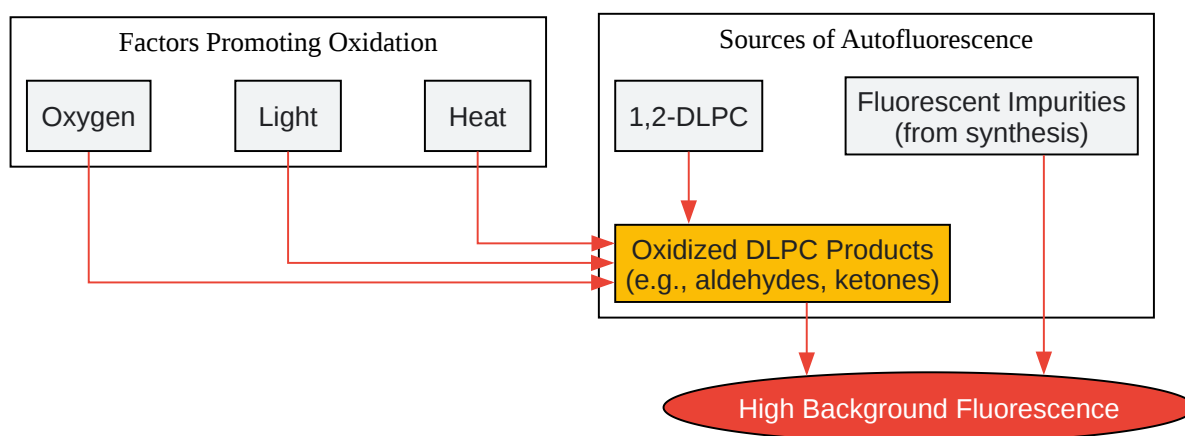 Factors Promoting Oxidation
Oxygen
Light
Heat
Sources of Autofluorescence
1,2-DLPC
Fluorescent Impurities
(from synthesis)
Oxidized DLPC Products
(e.g., aldehydes, ketones)
High Background Fluorescence